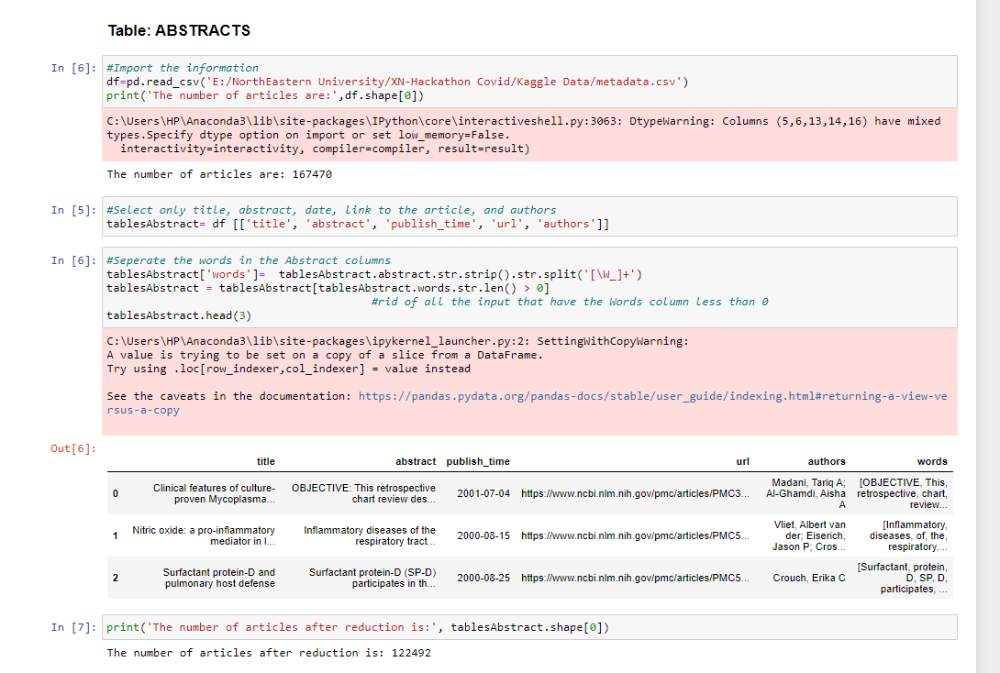 Table: ABSTRACTS
In [6]: #Import the information
df=pd.read_csv('E:/NorthEastern University/XN-Hackathon Covid/Kaggle Data/metadata.csv')
print('The number of articles are:',df.shape[0])
C:\Users\HP\Anaconda3\lib\site-packages\IPython\core\interactiveshell.py:3063: DtypeWarning: Columns (5,6,13,14,16) have mixed
types.Specify dtype option on import or set low_memory=False.
interactivity=interactivity, compiler=compiler, result=result)
The number of articles are: 167470
In [5]: #Select only title, abstract, date, link to the article, and authors
tablesAbstract= df [['title', 'abstract', 'publish_time', 'url', 'authors']]
In [6]: #Seperate the words in the Abstract columns
tablesAbstract['words']= tablesAbstract.abstract.str.strip().str.split('[\W_]+')
tablesAbstract = tablesAbstract[tablesAbstract.words.str.len() > 0]
#rid of all the input that have the Words column less than 0
tablesAbstract.head(3)
C:\Users\HP\Anaconda3\lib\site-packages\ipykernel_launcher.py:2: SettingWithCopyWarning:
A value is trying to be set on a copy of a slice from a DataFrame.
Try using .loc[row_indexer,col_indexer] = value instead
See the caveats in the documentation: https://pandas.pydata.org/pandas-docs/stable/user_guide/indexing.html#returning-a-view-ve
rsus-a-copy
Out[6]:
title abstract publish_time url authors words
Madani, Tariq A; [OBJECTIVE, This,
Clinical features of culture- OBJECTIVE: This retrospective
0 2001-07-04 https://www.ncbi.nlm.nih.gov/pmc/articles/PMC3... Al-Ghamdi, Aisha retrospective, chart,
proven Mycoplasma... chart review des...
A review...
Vliet, Albert van [Inflammatory,
Nitric oxide: a pro-inflammatory Inflammatory diseases of the
1 2000-08-15 https://www.ncbi.nlm.nih.gov/pmc/articles/PMC5... der; Eiserich, diseases, of, the,
mediator in l... respiratory tract...
Jason P; Cros... respiratory,...
[Surfactant, protein,
Surfactant protein-D and Surfactant protein-D (SP-D)
2 2000-08-25 https://www.ncbi.nlm.nih.gov/pmc/articles/PMC5... Crouch, Erika C D, SP, D,
pulmonary host defense participates in th...
participates, ...
In [7]: print('The number of articles after reduction is:', tablesAbstract.shape[0])
The number of articles after reduction is: 122492